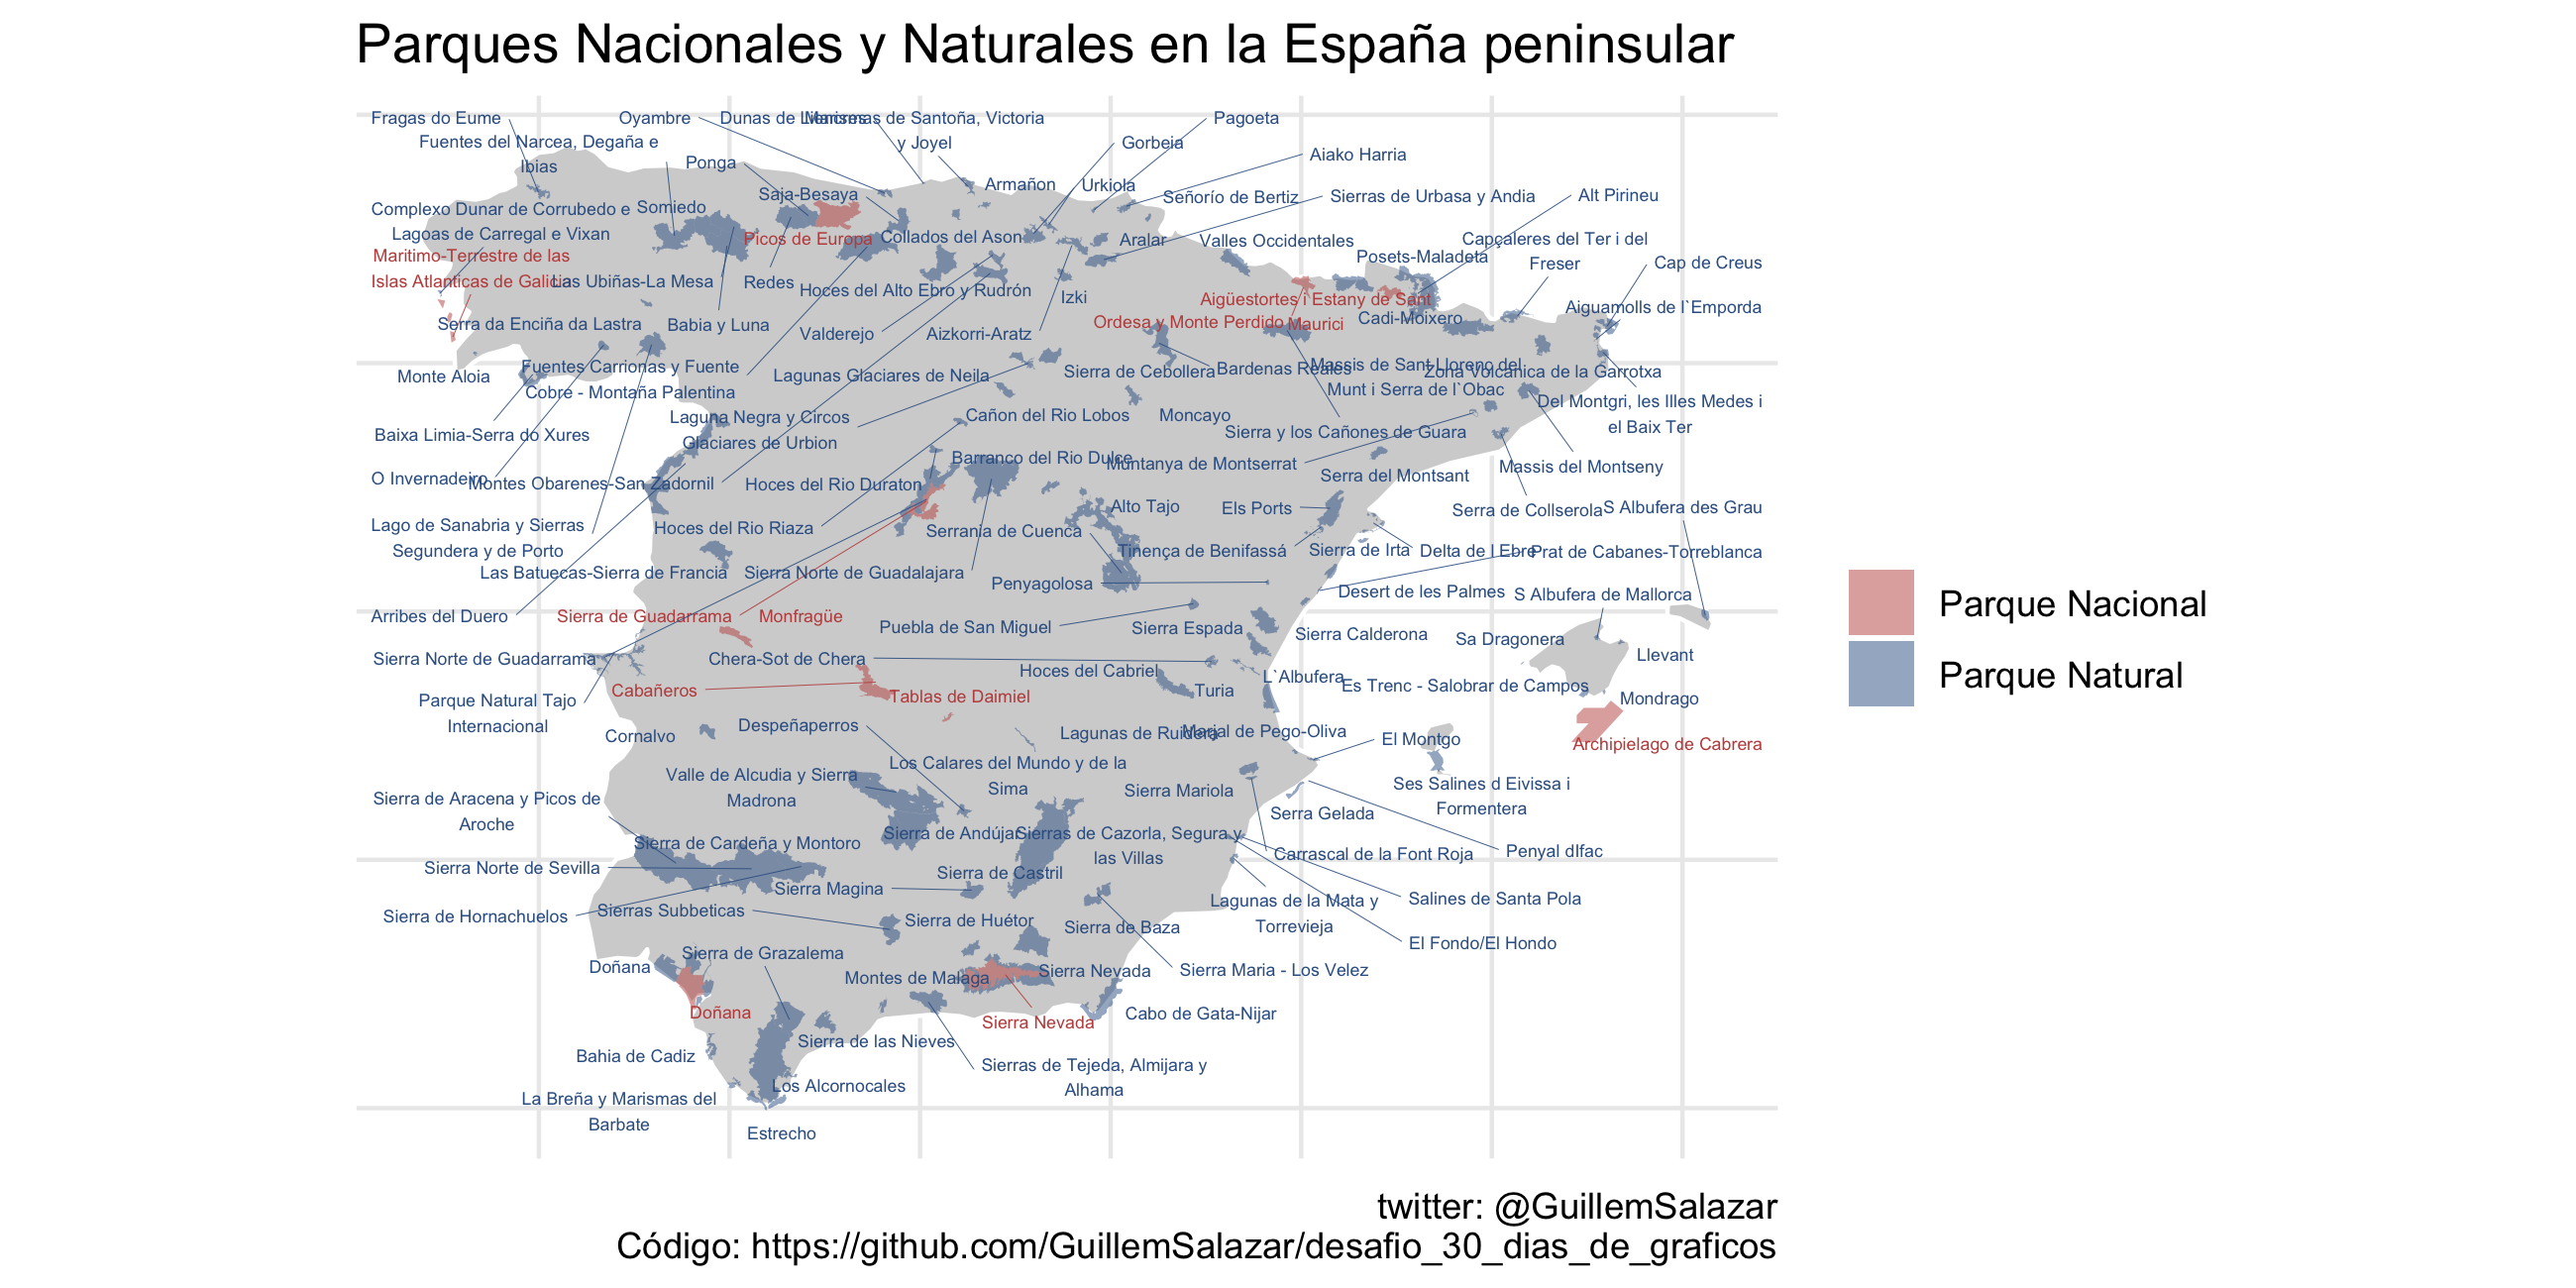 Parques Nacionales y Naturales en la España peninsular
Fragas do Eume
Oyambre
Dunas de Liencres
Marismas de Santoña, Victoria
y Joyel
Pagoeta
Fuentes del Narcea, Degaña e
Ibias
Ponga
Gorbeia
Aiako Harria
Saja-Besaya
Armañon
Urkiola
Señorío de Bertiz
Sierras de Urbasa y Andia
Alt Pirineu
Complexo Dunar de Corrubedo e
Lagoas de Carregal e Vixan
Somiedo
Picos de Europa
Collados del Ason
Aralar
Valles Occidentales
Capçaleres del Ter i del
Freser
Maritimo-Terrestre de las
Islas Atlanticas de Galicia
Las Ubiñas-La Mesa
Redes
Hoces del Alto Ebro y Rudrón
Izki
Posets-Maladeta
Cap de Creus
Aigüestortes i Estany de Sant
Maurici
Aiguamolls de l`Emporda
Serra da Enciña da Lastra
Babia y Luna
Valderejo
Aizkorri-Aratz
Ordesa y Monte Perdido
Cadi-Moixero
Monte Aloia
Fuentes Carrionas y Fuente
Cobre - Montaña Palentina
Lagunas Glaciares de Neila
Sierra de Cebollera
Bardenas Reales
Massis de Sant Llorenç del
Munt i Serra de l`Obac
Zona Volcanica de la Garrotxa
Laguna Negra y Circos
Glaciares de Urbion
Cañon del Rio Lobos
Moncayo
Del Montgri, les Illes Medes i
el Baix Ter
Baixa Limia-Serra do Xures
Sierra y los Cañones de Guara
O Invernadeiro
Montes Obarenes-San Zadornil
Hoces del Rio Duraton
Barranco del Rio Dulce
Muntanya de Montserrat
Serra del Montsant
Massis del Montseny
Lago de Sanabria y Sierras
Segundera y de Porto
Hoces del Rio Riaza
Serrania de Cuenca
Alto Tajo
Els Ports
Serra de Collserola
S Albufera des Grau
Las Batuecas-Sierra de Francia
Sierra Norte de Guadalajara
Tinença de Benifassá
Sierra de Irta
Delta de l Ebre
Prat de Cabanes-Torreblanca
Penyagolosa
Desert de les Palmes
S Albufera de Mallorca
Arribes del Duero
Sierra de Guadarrama
Monfragüe
Puebla de San Miguel
Sierra Espada
Sierra Calderona
Sa Dragonera
Sierra Norte de Guadarrama
Chera-Sot de Chera
Hoces del Cabriel
Llevant
Parque Natural Tajo
Internacional
Cabañeros
Tablas de Daimiel
Turia
L`Albufera
Es Trenc - Salobrar de Campos
Mondrago
Cornalvo
Despeñaperros
Lagunas de Ruidera
Marjal de Pego-Oliva
El Montgo
Archipielago de Cabrera
Valle de Alcudia y Sierra
Madrona
Los Calares del Mundo y de la
Sima
Sierra Mariola
Ses Salines d Eivissa i
Formentera
Sierra de Aracena y Picos de
Aroche
Serra Gelada
Sierra de Cardeña y Montoro
Sierra de Andújar
Sierras de Cazorla, Segura y
las Villas
Carrascal de la Font Roja
Penyal dIfac
Sierra Norte de Sevilla
Sierra Magina
Sierra de Castril
Lagunas de la Mata y
Torrevieja
Salines de Santa Pola
Sierra de Hornachuelos
Sierras Subbeticas
Sierra de Huétor
Sierra de Baza
El Fondo/El Hondo
Doñana
Sierra de Grazalema
Montes de Malaga
Sierra Nevada
Sierra Maria - Los Velez
Doñana
Sierra Nevada
Cabo de Gata-Nijar
Bahia de Cadiz
Sierra de las Nieves
Sierras de Tejeda, Almijara y
Alhama
Los Alcornocales
La Breña y Marismas del
Barbate
Estrecho
Parque Nacional
Parque Natural
twitter: @GuillemSalazar
Código: https://github.com/GuillemSalazar/desafio_30_dias_de_graficos